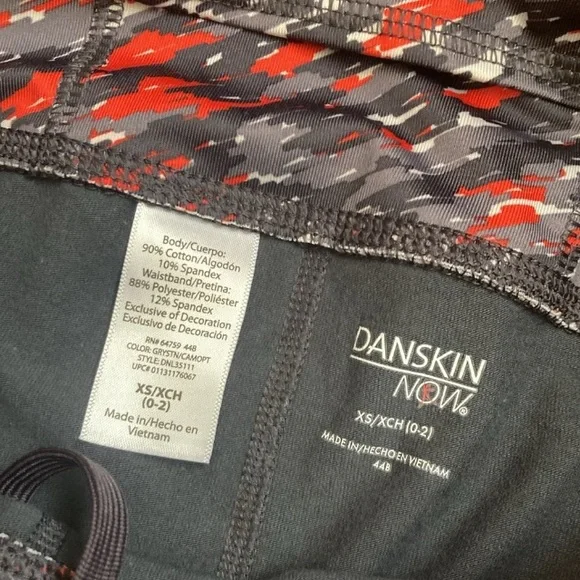 Body/Cuerpo:
90% Cotton/Algodón
10% Spandex
Waistband/Pretina:
88% Polyester/Poliéster
12% Spandex
Exclusive of Decoration
Exclusivo de Decoración
RN# 64759 44B
COLOR: GRYSTN/CAMOPT
STYLE: DNL35111
UPC# 01131176067
XS/XCH
(0-2)
Made in/Hecho en
Vietnam
DANSKIN
NOW®
XS/XCH (0-2)
MADE IN/HECHO EN VIETNAM
44B